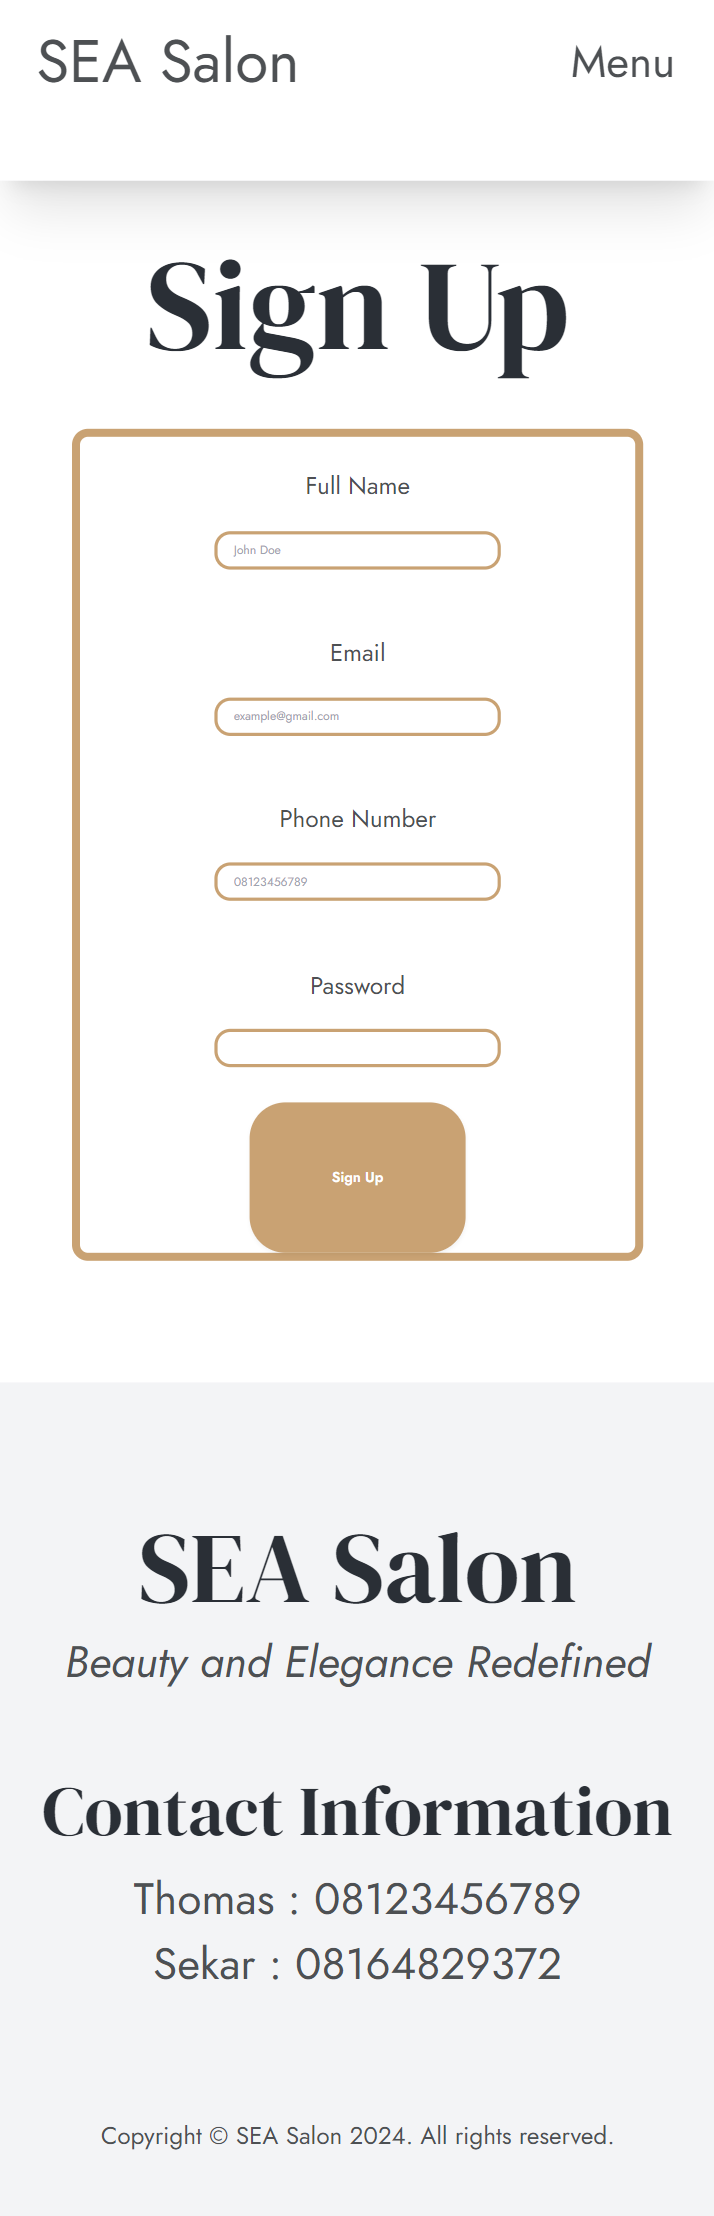 SEA Salon
Menu
Sign Up
Full Name
John Doe
Email
example@gmail.com
Phone Number
08123456789
Password
Sign Up
SEA Salon
Beauty and Elegance Redefined
Contact Information
Thomas : 08123456789
Sekar : 08164829372
Copyright © SEA Salon 2024. All rights reserved.